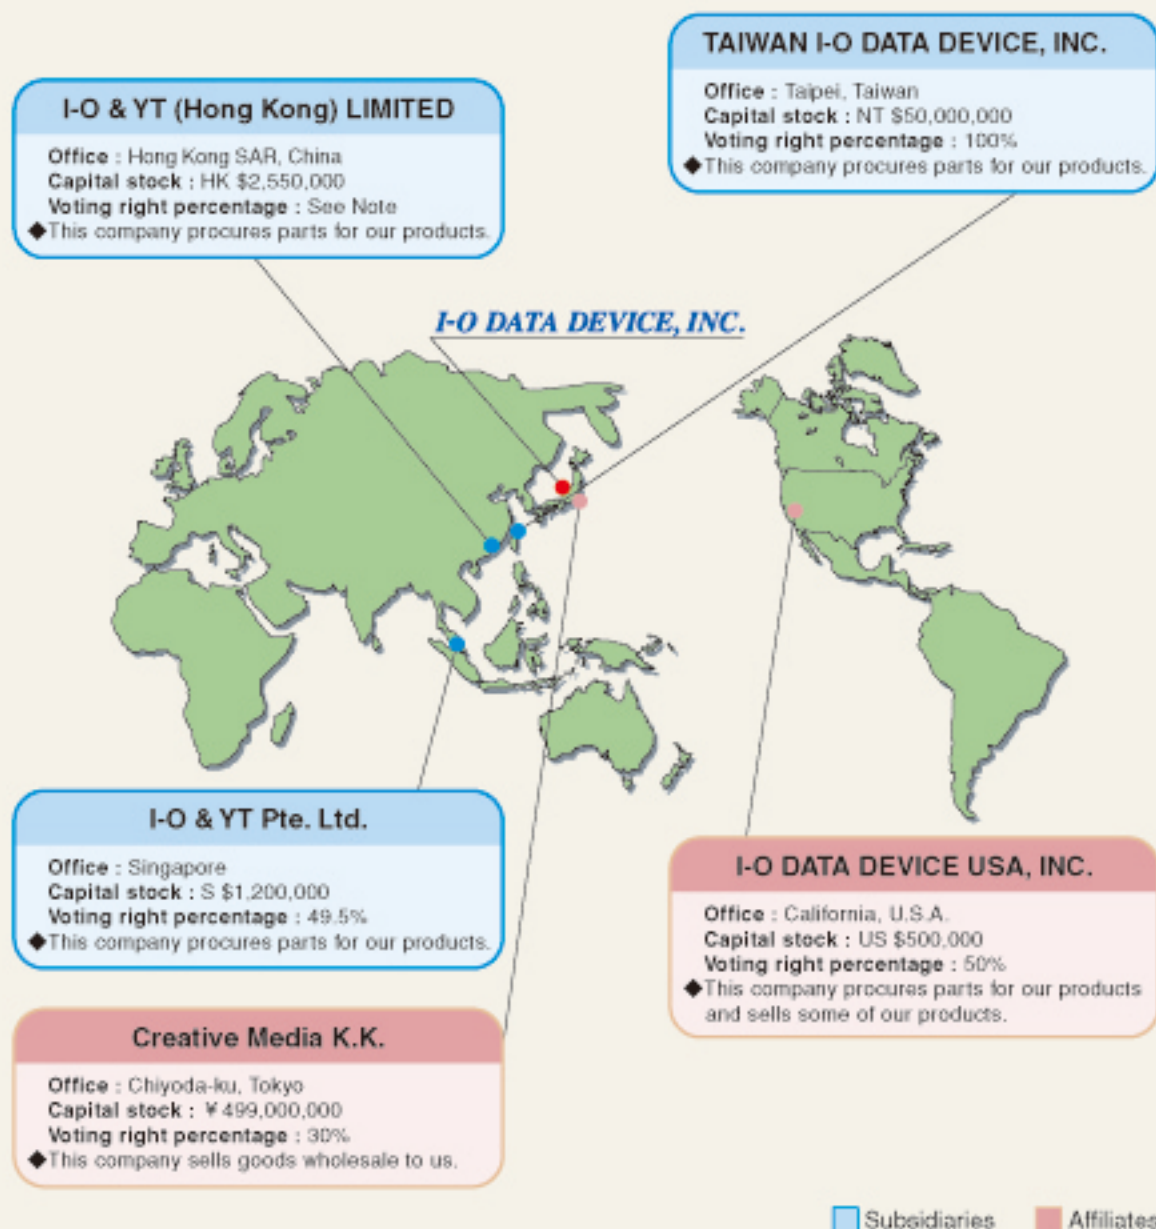 TAIWAN I-O DATA DEVICE, INC.
Office : Taipei, Taiwan
Capital stock : NT $50,000,000
Voting right percentage : 100%
◆This company procures parts for our products.
I-O & YT (Hong Kong) LIMITED
Office : Hong Kong SAR, China
Capital stock : HK $2,550,000
Voting right percentage : See Note
◆This company procures parts for our products.
I-O DATA DEVICE, INC.
I-O & YT Pte. Ltd.
Office : Singapore
Capital stock : S $1,200,000
Voting right percentage : 49.5%
◆This company procures parts for our products.
I-O DATA DEVICE USA, INC.
Office : California, U.S.A.
Capital stock : US $500,000
Voting right percentage : 50%
◆This company procures parts for our products
and sells some of our products.
Creative Media K.K.
Office : Chiyoda-ku, Tokyo
Capital stock : ¥499,000,000
Voting right percentage : 30%
◆This company sells goods wholesale to us.
Subsidiaries
Affiliates